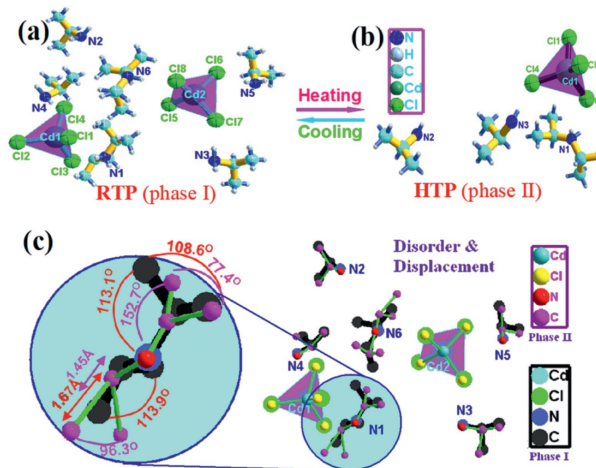 (a)
N2
N6
Cl6
Cl8
Cd2
N5
N4
Cl4
Cl5
Cd1
Cl1
Cl2
Cl7
Cl3
N3
N1
RTP (phase I)
Heating
Cooling
(b)
N
H
C
Cd
Cl
Cl1
Cl4
Cd1
N2
N3
N1
HTP (phase II)
(c)
108.6°
77.4°
113.1°
152.7°
1.45Å
1.67Å
113.9°
96.3°
Disorder &
Displacement
N2
N6
N4
Cd2
N5
Cd1
N1
N3
Cd
Cl
N
C
Phase II
Cd
Cl
N
C
Phase I